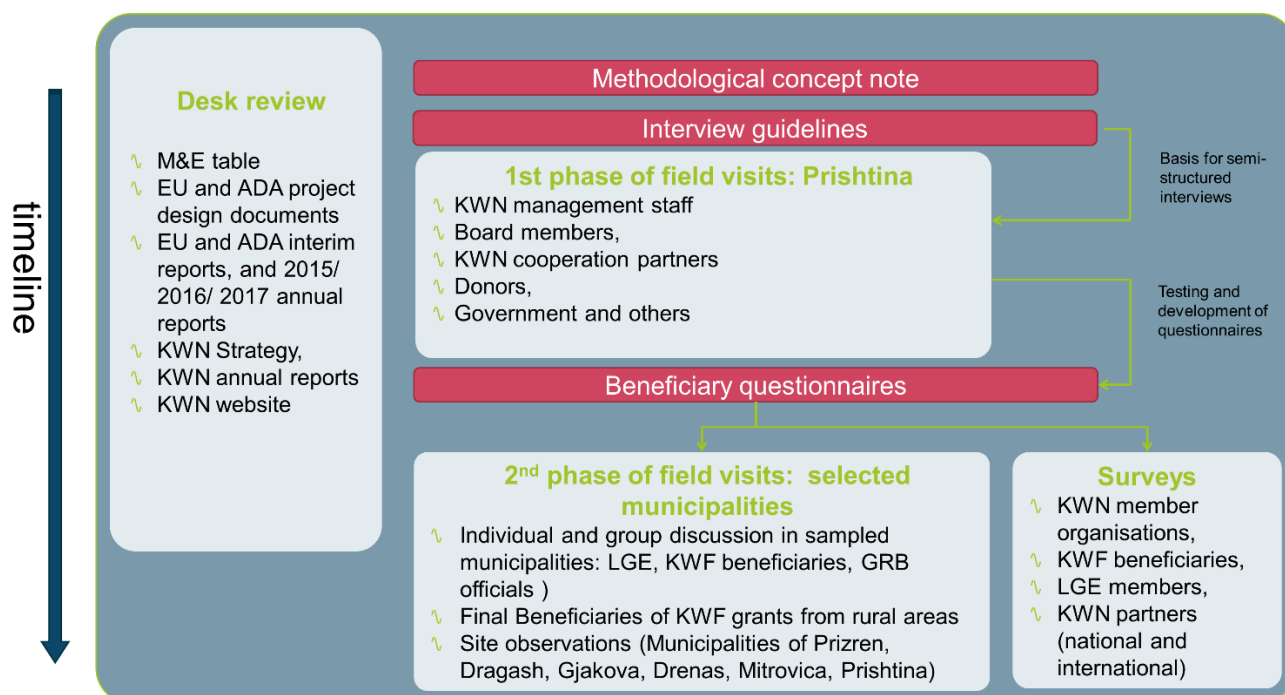 timeline
Desk review
M&E table
EU and ADA project
design documents
EU and ADA interim
reports, and 2015/
2016/ 2017 annual
reports
KWN Strategy,
KWN annual reports
KWN website
Methodological concept note
Interview guidelines
Basis for semi-
structured
interviews
1st phase of field visits: Prishtina
KWN management staff
Board members,
KWN cooperation partners
Donors,
Government and others
Testing and
development of
questionnaires
Beneficiary questionnaires
2nd phase of field visits: selected
municipalities
Individual and group discussion in sampled
municipalities: LGE, KWF beneficiaries, GRB
officials )
Final Beneficiaries of KWF grants from rural areas
Site observations (Municipalities of Prizren,
Dragash, Gjakova, Drenas, Mitrovica, Prishtina)
Surveys
KWN member
organisations,
KWF beneficiaries,
LGE members,
KWN partners
(national and
international)